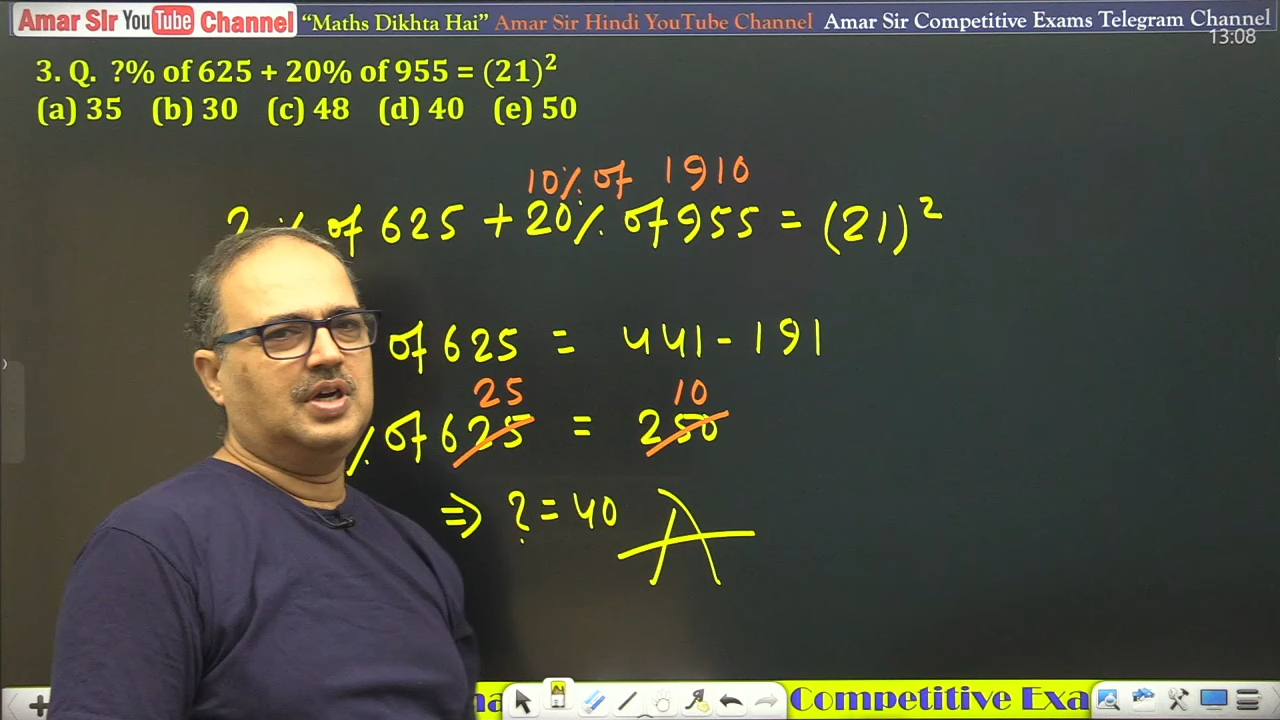 Amar Sir YouTube Channel "Maths Dikhta Hai" Amar Sir Hindi YouTube Channel Amar Sir Competitive Exams Telegram Channel
13:08
3. Q. ?% of 625 + 20% of 955 = (21)²
(a) 35 (b) 30 (c) 48 (d) 40 (e) 50
10% of 1910
?% of 625 + 20% of 955 = (21)²
of 625 = 441 - 191
25 10
% of 625 = 250
⇒ ? = 40 A
Competitive Exa